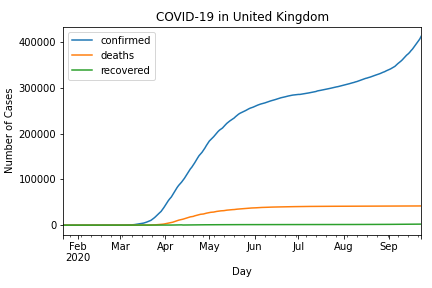 COVID-19 in United Kingdom
confirmed
deaths
recovered
400000
300000
200000
100000
0
Number of Cases
Feb Mar Apr May Jun Jul Aug Sep
2020
Day